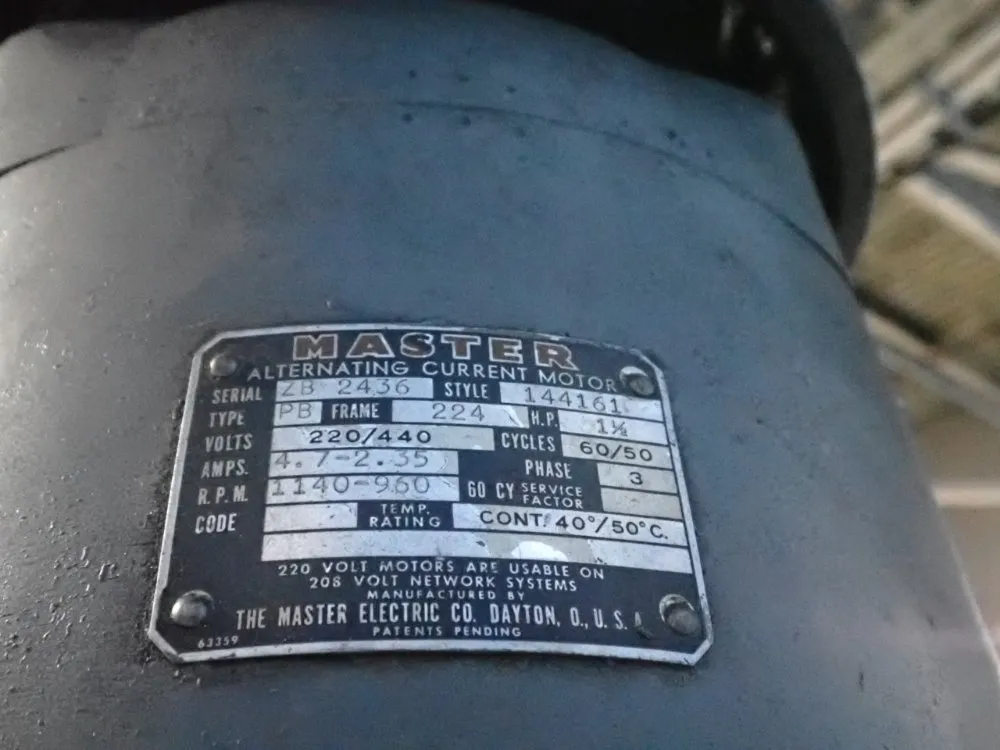 MASTER
ALTERNATING CURRENT MOTOR
SERIAL ZB 2436 STYLE 144161
TYPE PB FRAME 224 H.P. 1½
VOLTS 220/440 CYCLES 60/50
AMPS. 4.7-2.35 PHASE 3
R.P.M. 1140-960 60 CY SERVICE FACTOR -
CODE TEMP. RATING CONT. 40°/50°C.
220 VOLT MOTORS ARE USABLE ON
208 VOLT NETWORK SYSTEMS
MANUFACTURED BY
THE MASTER ELECTRIC CO. DAYTON, O., U. S. A.
PATENTS PENDING
63359